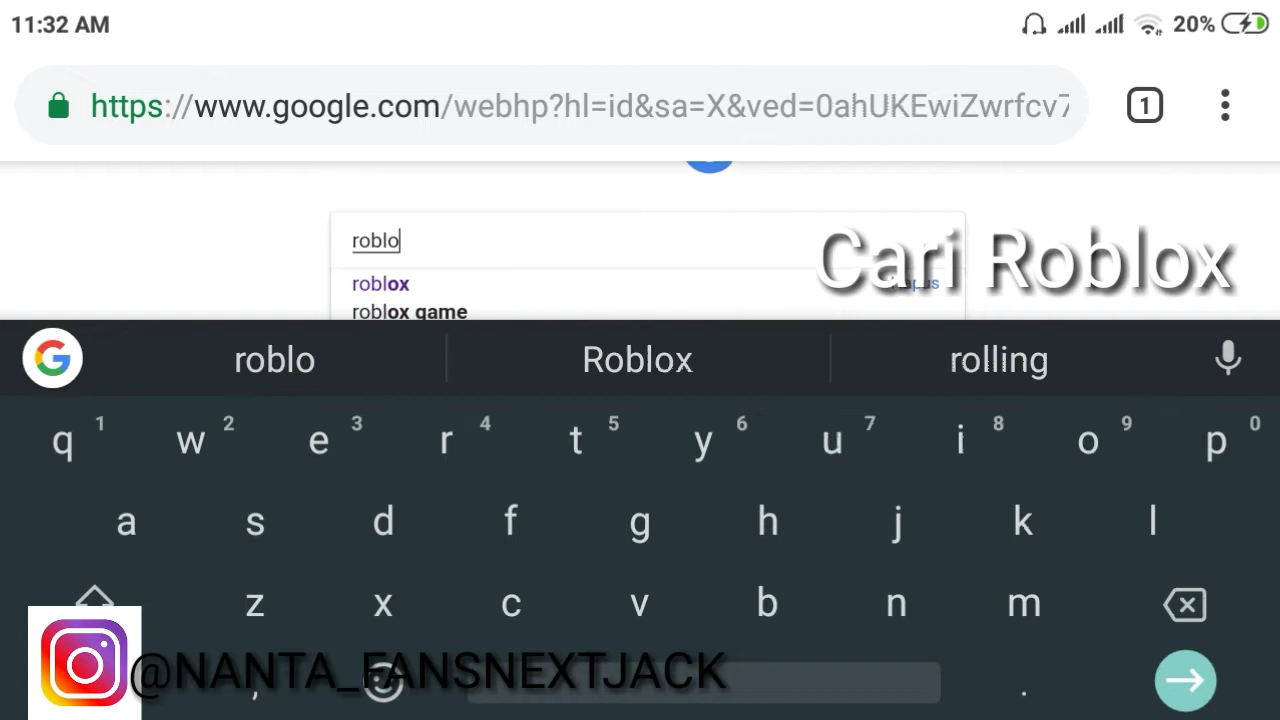 11:32 AM
20%
https://www.google.com/webhp?hl=id&sa=X&ved=0ahUKEwiZwrfcv7
1
roblo
Cari Roblox
roblox
roblox game
G
roblo
Roblox
rolling
q 1 w 2 e 3 r 4 t 5 y 6 u 7 i 8 o 9 p 0
a s d f g h j k l
z x c v b n m
@NANTA_FANSNEXTJACK
, .